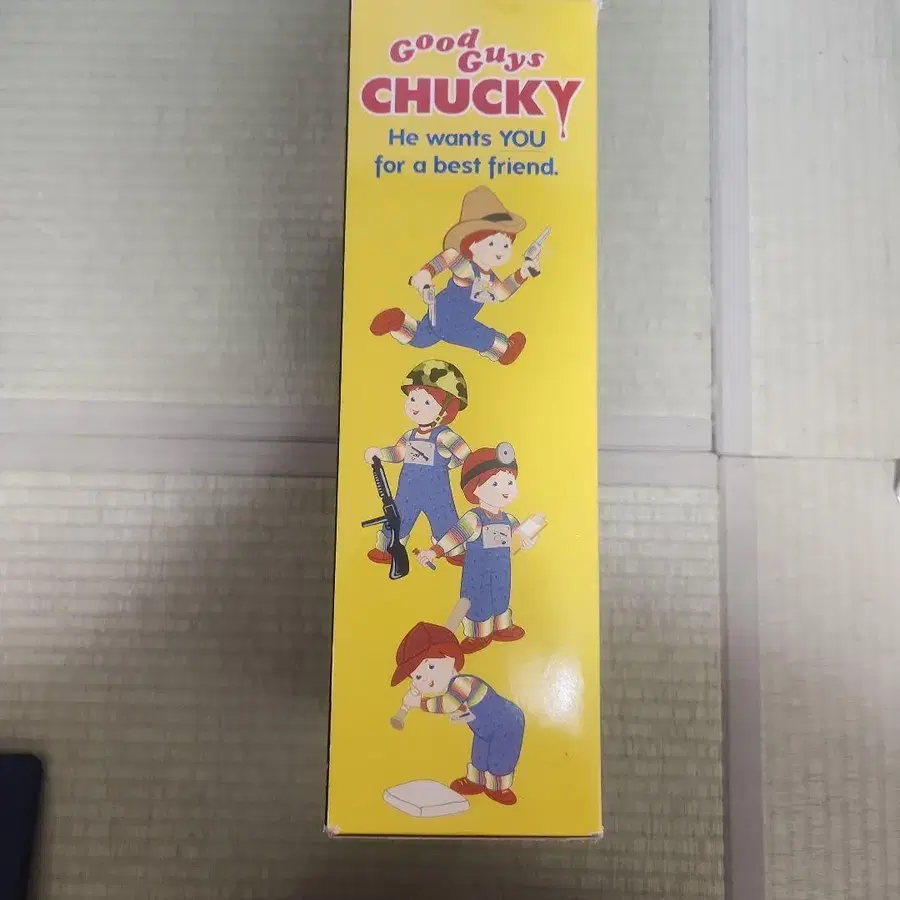 Good
Guys
CHUCKY
He wants YOU
for a best friend.